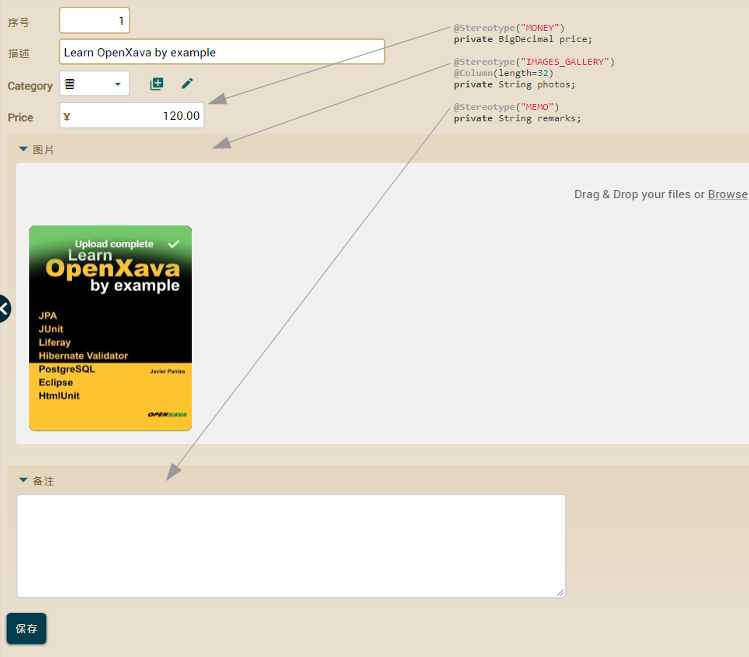 序号 1
描述 Learn OpenXava by example
Category 書
Price ¥ 120.00
@Stereotype("MONEY")
private BigDecimal price;
@Stereotype("IMAGES_GALLERY")
@Column(length=32)
private String photos;
@Stereotype("MEMO")
private String remarks;
图片
Drag & Drop your files or Browse
Upload complete
Learn
OpenXava
by example
JPA
JUnit
Liferay
Hibernate Validator
PostgreSQL
Javier Paniza
Eclipse
HtmlUnit
OPENXAVA
备注
保存